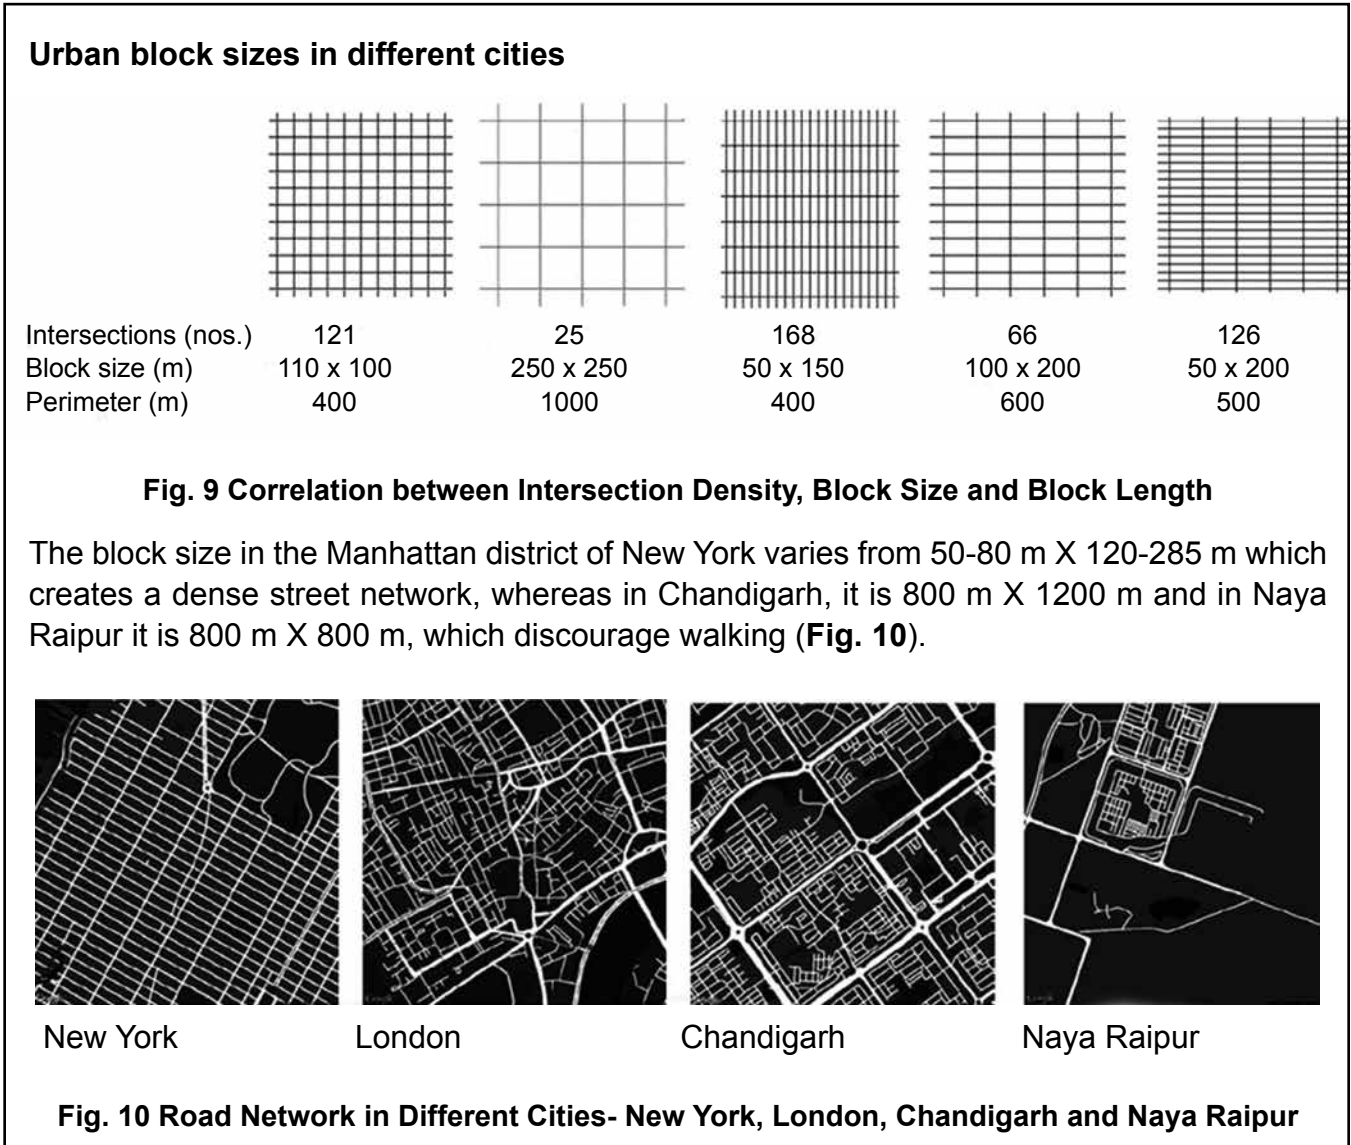 Urban block sizes in different cities
Intersections (nos.) 121 25 168 66 126
Block size (m) 110 x 100 250 x 250 50 x 150 100 x 200 50 x 200
Perimeter (m) 400 1000 400 600 500
Fig. 9 Correlation between Intersection Density, Block Size and Block Length
The block size in the Manhattan district of New York varies from 50-80 m X 120-285 m which
creates a dense street network, whereas in Chandigarh, it is 800 m X 1200 m and in Naya
Raipur it is 800 m X 800 m, which discourage walking (Fig. 10).
New York London Chandigarh Naya Raipur
Fig. 10 Road Network in Different Cities- New York, London, Chandigarh and Naya Raipur